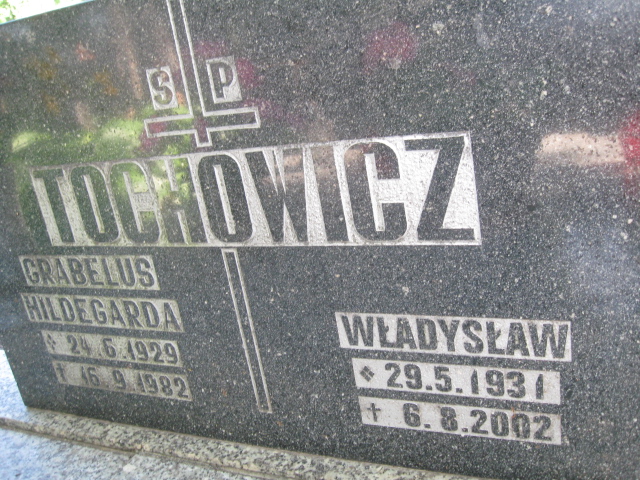 S P
TOCHOWICZ
GRABELUS
HILDEGARDA
24.6.1929
✝ 16.9.1982
WŁADYSŁAW
29.5.1931
✝ 6.8.2002